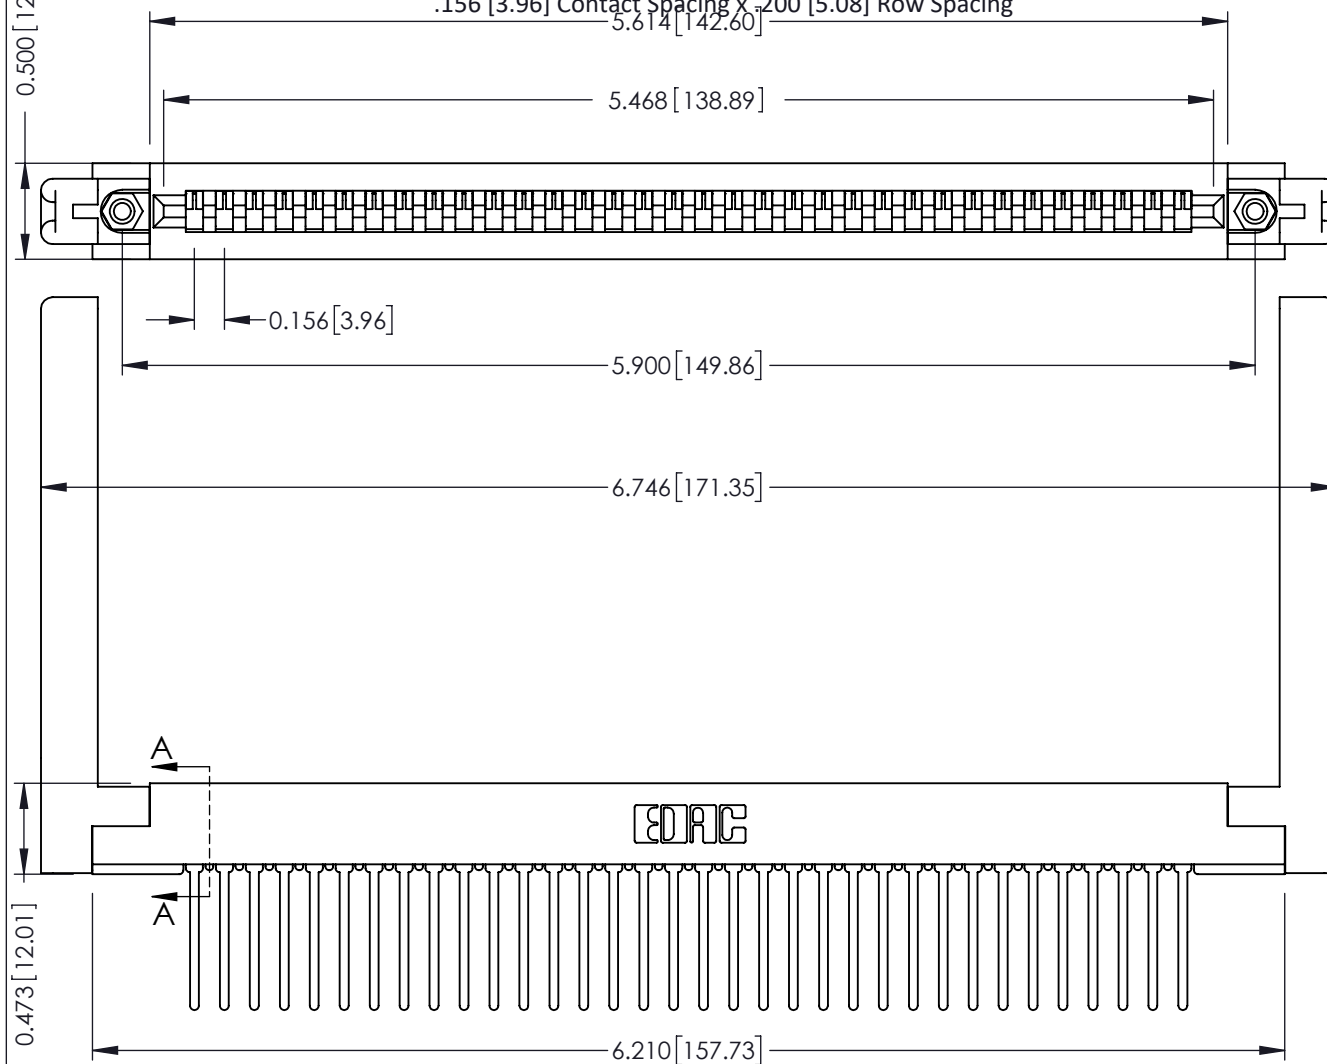 .156 [3.96] Contact Spacing x .200 [5.08] Row Spacing
5.614 [142.60]
0.500 [12
5.468 [138.89]
0.156 [3.96]
5.900 [149.86]
6.746 [171.35]
A
EDAC
A
0.473 [12.01]
6.210 [157.73]